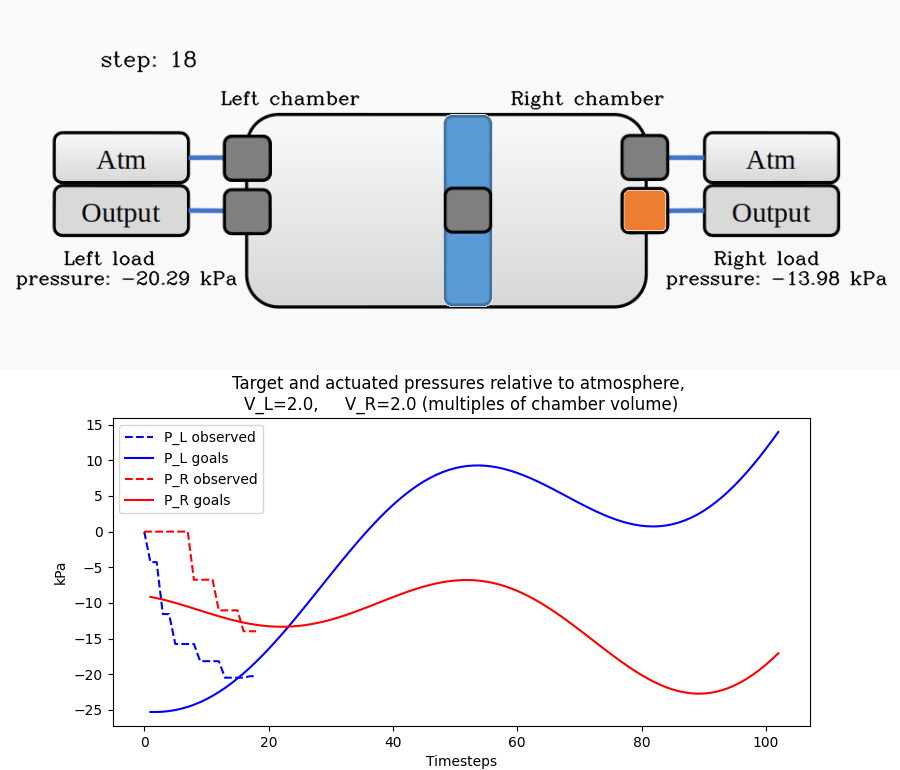 step: 18
Left chamber
Right chamber
Atm
Atm
Output
Output
Left load
pressure: −20.29 kPa
Right load
pressure: −13.98 kPa
Target and actuated pressures relative to atmosphere,
V_L=2.0, V_R=2.0 (multiples of chamber volume)
P_L observed
P_L goals
P_R observed
P_R goals
15
10
5
0
−5
−10
−15
−20
−25
kPa
0 20 40 60 80 100
Timesteps